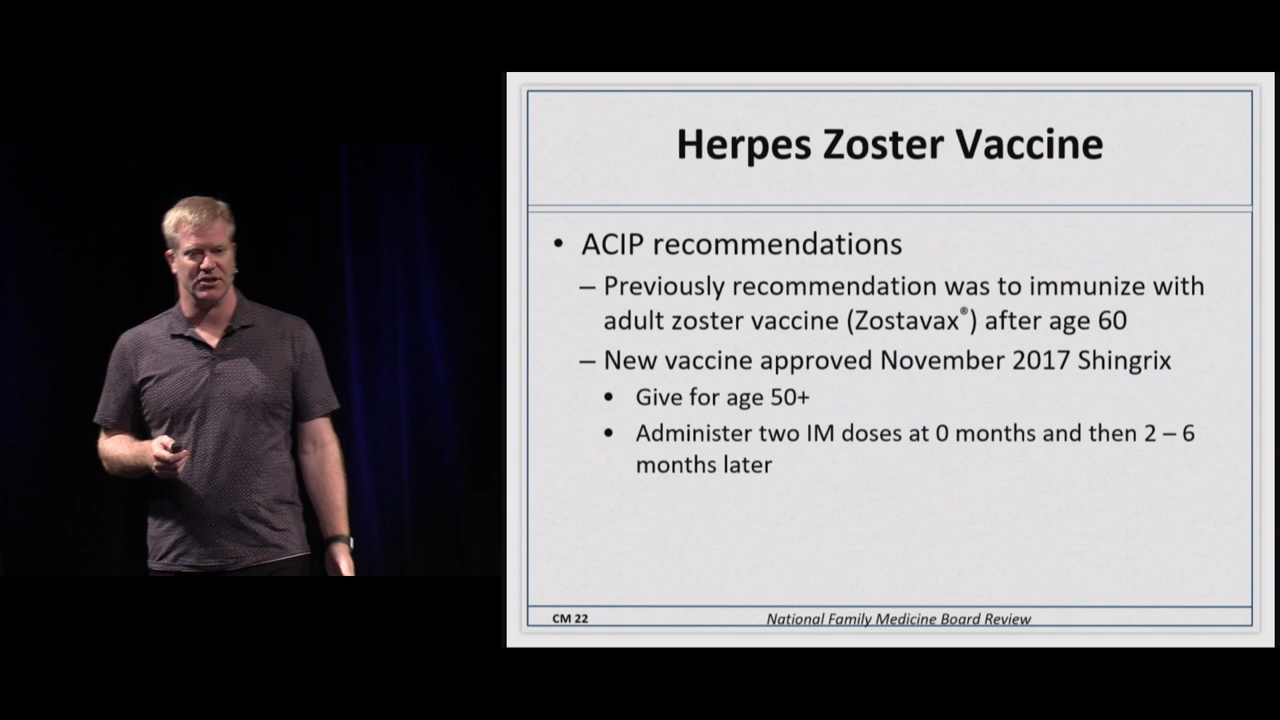 Herpes Zoster Vaccine
• ACIP recommendations
– Previously recommendation was to immunize with
adult zoster vaccine (Zostavax®) after age 60
– New vaccine approved November 2017 Shingrix
• Give for age 50+
• Administer two IM doses at 0 months and then 2 – 6
months later
CM 22
National Family Medicine Board Review